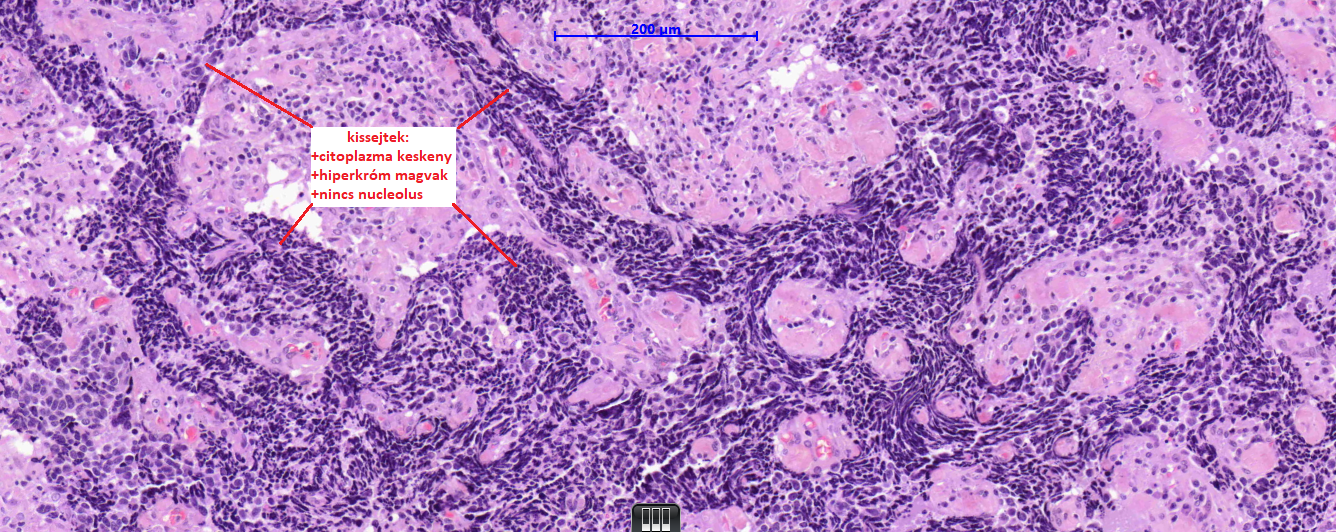 200 μm
kissejtek:
+citoplazma keskeny
+hiperkróm magvak
+nincs nucleolus